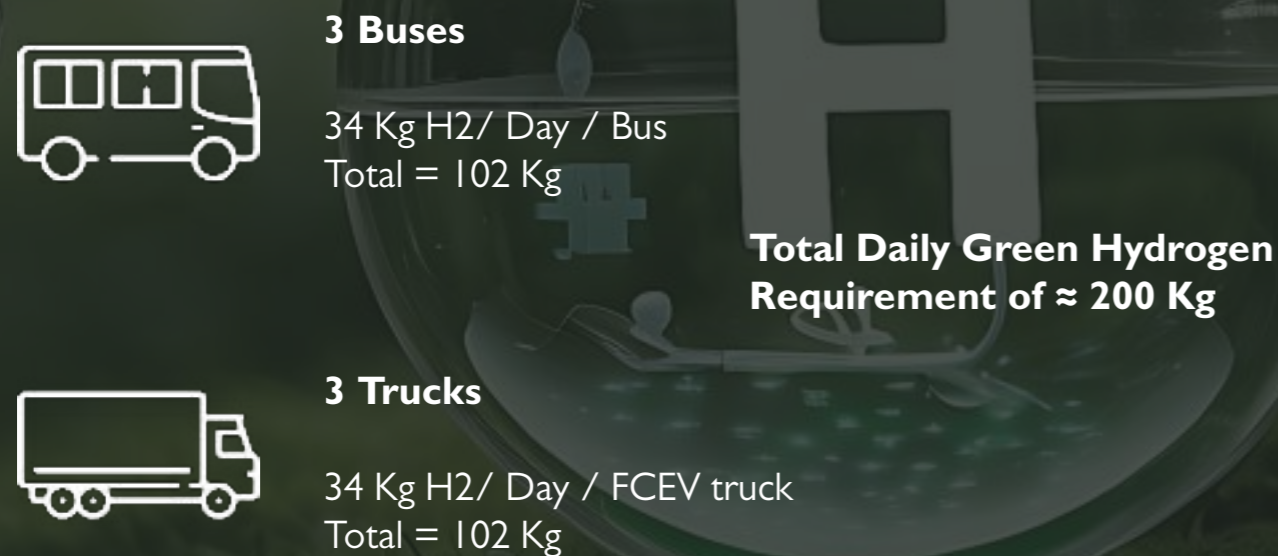 3 Buses
34 Kg H2/ Day / Bus
Total = 102 Kg
Total Daily Green Hydrogen
Requirement of ≈ 200 Kg
3 Trucks
34 Kg H2/ Day / FCEV truck
Total = 102 Kg
H